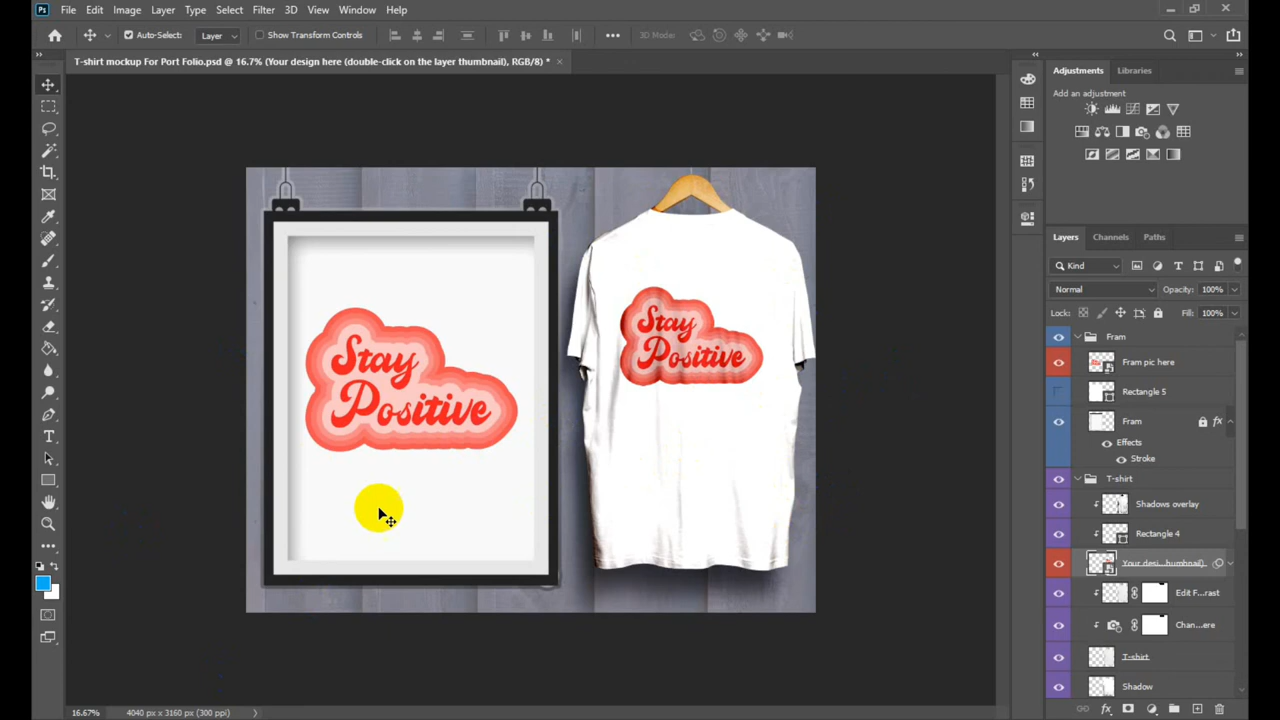 Ps File Edit Image Layer Type Select Filter 3D View Window Help
Auto-Select: Layer Show Transform Controls 3D Mode:
T-shirt mockup For Port Folio.psd @ 16.7% (Your design here (double-click on the layer thumbnail), RGB/8) *
Adjustments Libraries
Add an adjustment
Stay
Positive
Stay
Positive
Layers Channels Paths
Kind
Normal Opacity: 100%
Lock: Fill: 100%
Fram
Fram pic here
Rectangle 5
Fram fx
Effects
Stroke
T-shirt
Shadows overlay
Rectangle 4
Your desi...humbnail)
Edit F...rast
Chan...ere
T-shirt
Shadow
fx
16.67% 4040 px x 3160 px (300 ppi)